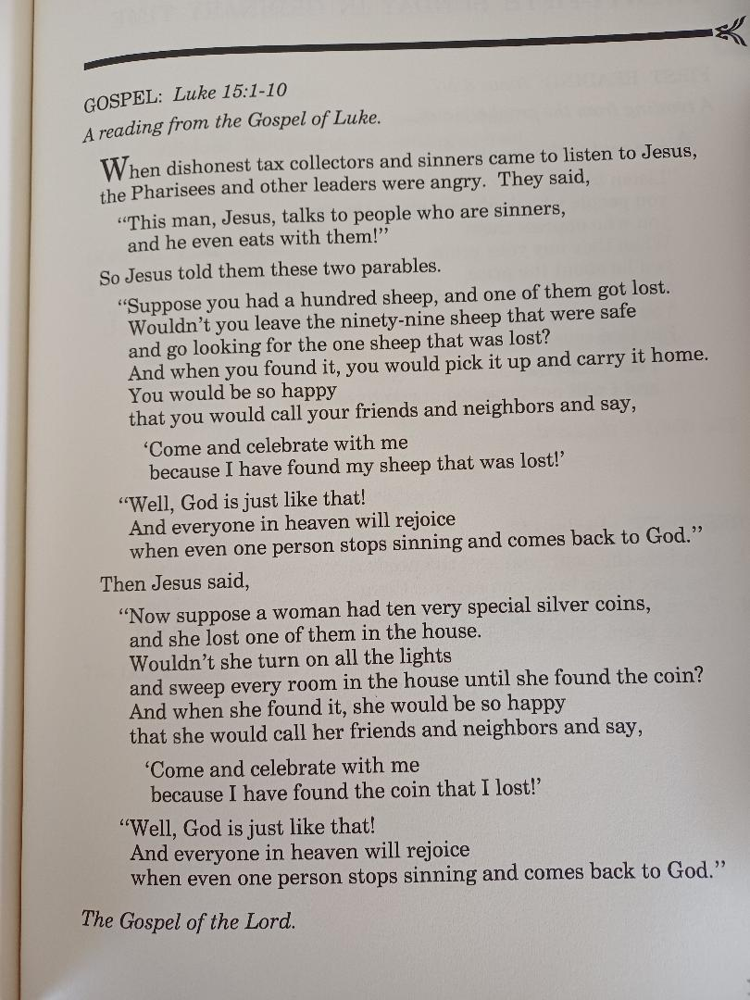 GOSPEL: Luke 15:1-10
A reading from the Gospel of Luke.
When dishonest tax collectors and sinners came to listen to Jesus,
the Pharisees and other leaders were angry. They said,
“This man, Jesus, talks to people who are sinners,
and he even eats with them!”
So Jesus told them these two parables.
“Suppose you had a hundred sheep, and one of them got lost.
Wouldn’t you leave the ninety-nine sheep that were safe
and go looking for the one sheep that was lost?
And when you found it, you would pick it up and carry it home.
You would be so happy
that you would call your friends and neighbors and say,
‘Come and celebrate with me
because I have found my sheep that was lost!’
“Well, God is just like that!
And everyone in heaven will rejoice
when even one person stops sinning and comes back to God.”
Then Jesus said,
“Now suppose a woman had ten very special silver coins,
and she lost one of them in the house.
Wouldn’t she turn on all the lights
and sweep every room in the house until she found the coin?
And when she found it, she would be so happy
that she would call her friends and neighbors and say,
‘Come and celebrate with me
because I have found the coin that I lost!’
“Well, God is just like that!
And everyone in heaven will rejoice
when even one person stops sinning and comes back to God.”
The Gospel of the Lord.